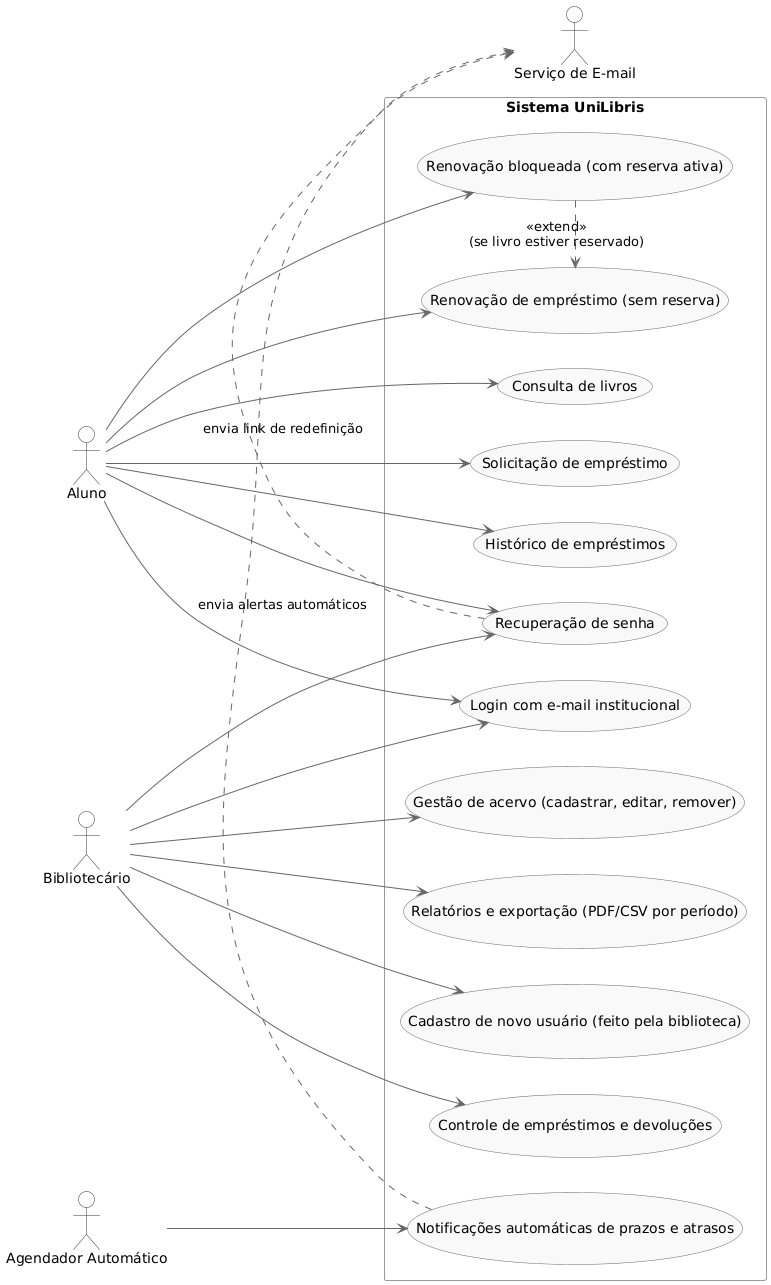 Serviço de E-mail
Sistema UniLibris
Renovação bloqueada (com reserva ativa)
«extend»
(se livro estiver reservado)
Renovação de empréstimo (sem reserva)
Consulta de livros
envia link de redefinição
Solicitação de empréstimo
Aluno
Histórico de empréstimos
envia alertas automáticos
Recuperação de senha
Login com e-mail institucional
Gestão de acervo (cadastrar, editar, remover)
Bibliotecário
Relatórios e exportação (PDF/CSV por período)
Cadastro de novo usuário (feito pela biblioteca)
Controle de empréstimos e devoluções
Notificações automáticas de prazos e atrasos
Agendador Automático